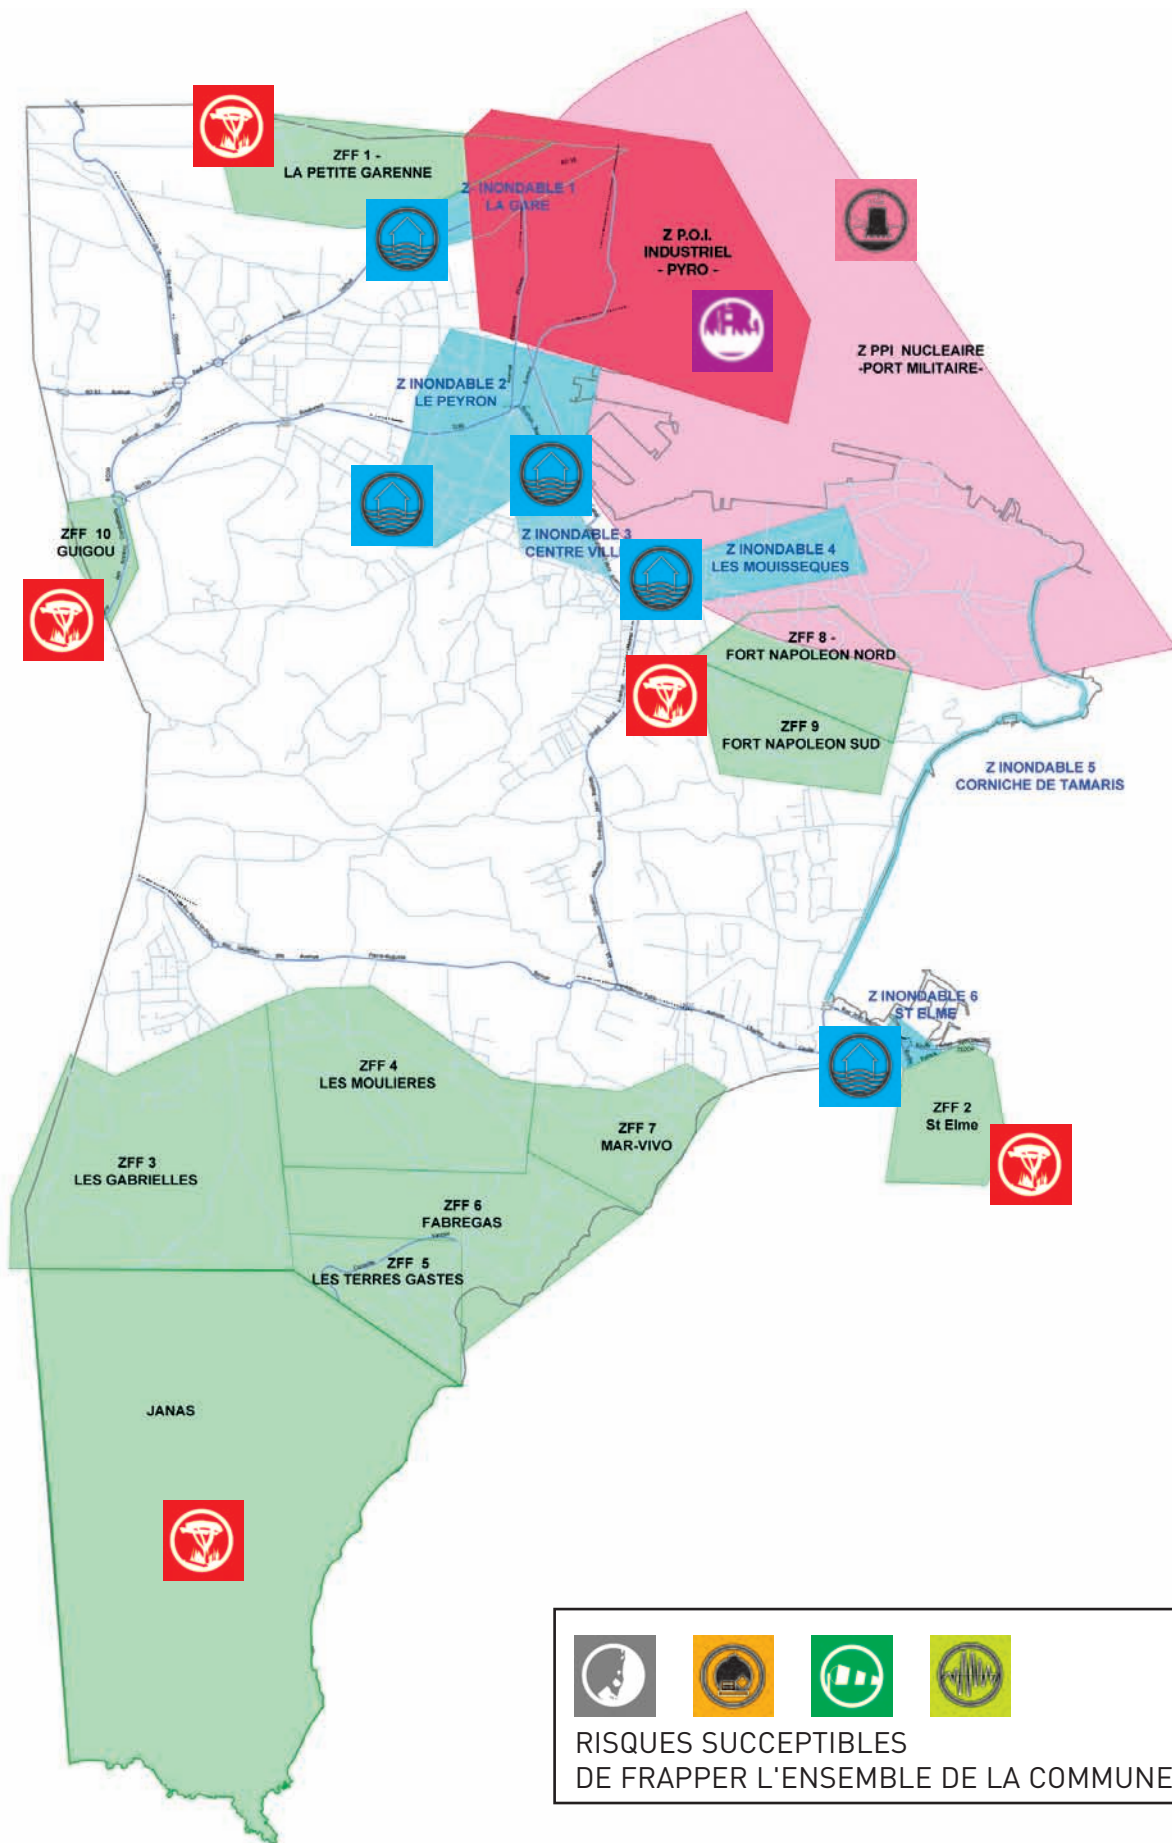 ZFF 1 -
LA PETITE GARENNE
Z- INONDABLE 1
LA GARE
Z P.O.I.
INDUSTRIEL
- PYRO -
Z PPI NUCLEAIRE
-PORT MILITAIRE-
Z INONDABLE 2
LE PEYRON
ZFF 10
GUIGOU
Z INONDABLE 3
CENTRE VILLE
Z INONDABLE 4
LES MOUISSEQUES
ZFF 8 -
FORT NAPOLEON NORD
ZFF 9
FORT NAPOLEON SUD
Z INONDABLE 5
CORNICHE DE TAMARIS
Z INONDABLE 6
ST ELME
ZFF 2
St Elme
ZFF 4
LES MOULIERES
ZFF 7
MAR-VIVO
ZFF 3
LES GABRIELLES
ZFF 6
FABREGAS
ZFF 5
LES TERRES GASTES
JANAS
RISQUES SUCCEPTIBLES
DE FRAPPER L'ENSEMBLE DE LA COMMUNE